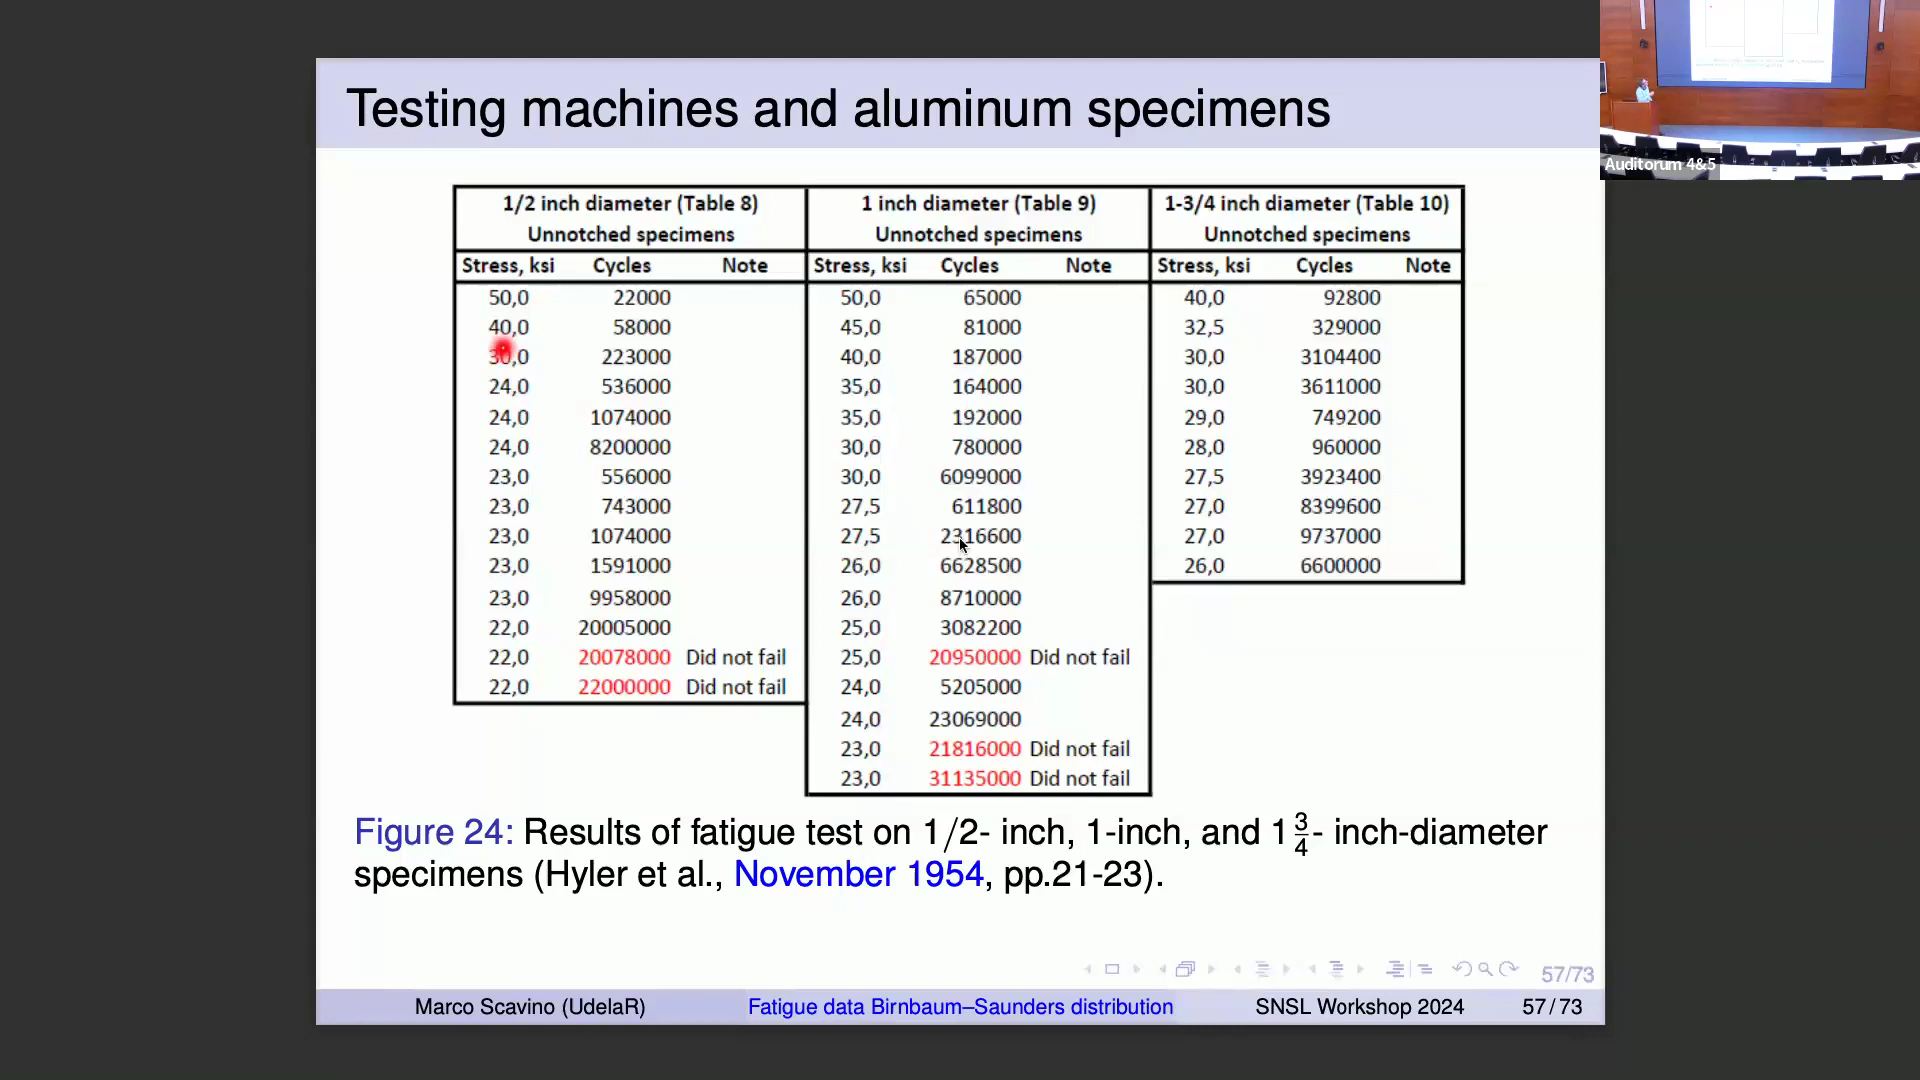 Testing machines and aluminum specimens
Auditorum 4&5
1/2 inch diameter (Table 8) 1 inch diameter (Table 9) 1-3/4 inch diameter (Table 10)
Unnotched specimens Unnotched specimens Unnotched specimens
Stress, ksi Cycles Note Stress, ksi Cycles Note Stress, ksi Cycles Note
50,0 22000 50,0 65000 40,0 92800
40,0 58000 45,0 81000 32,5 329000
30,0 223000 40,0 187000 30,0 3104400
24,0 536000 35,0 164000 30,0 3611000
24,0 1074000 35,0 192000 29,0 749200
24,0 8200000 30,0 780000 28,0 960000
23,0 556000 30,0 6099000 27,5 3923400
23,0 743000 27,5 611800 27,0 8399600
23,0 1074000 27,5 2316600 27,0 9737000
23,0 1591000 26,0 6628500 26,0 6600000
23,0 9958000 26,0 8710000
22,0 20005000 25,0 3082200
22,0 20078000 Did not fail 25,0 20950000 Did not fail
22,0 22000000 Did not fail 24,0 5205000
24,0 23069000
23,0 21816000 Did not fail
23,0 31135000 Did not fail
Figure 24: Results of fatigue test on 1/2- inch, 1-inch, and 1 3/4- inch-diameter
specimens (Hyler et al., November 1954, pp.21-23).
57/73
Marco Scavino (UdelaR) Fatigue data Birnbaum–Saunders distribution SNSL Workshop 2024 57/73